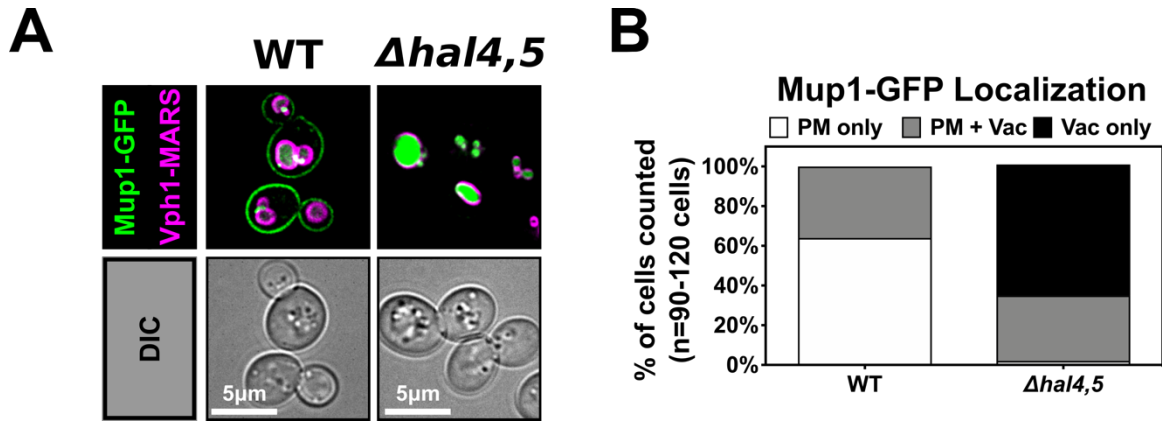 A
WT
Δhal4,5
Mup1-GFP
Vph1-MARS
DIC
5μm
5μm
B
Mup1-GFP Localization
PM only
PM + Vac
Vac only
% of cells counted
(n=90-120 cells)
100%
80%
60%
40%
20%
0%
WT
Δhal4,5